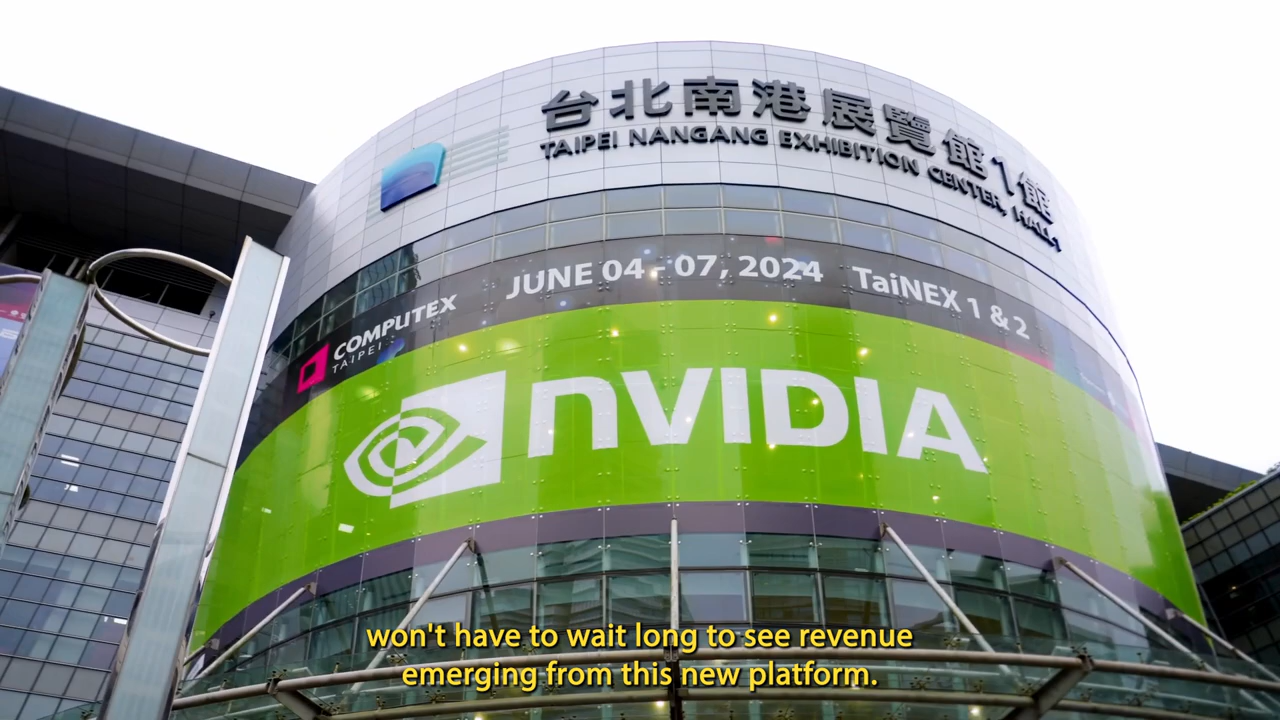 台北南港展覽館1館
TAIPEI NANGANG EXHIBITION CENTER, HALL 1
COMPUTEX
TAIPEI
JUNE 04 - 07, 2024 TaiNEX 1 & 2
NVIDIA
won't have to wait long to see revenue
emerging from this new platform.